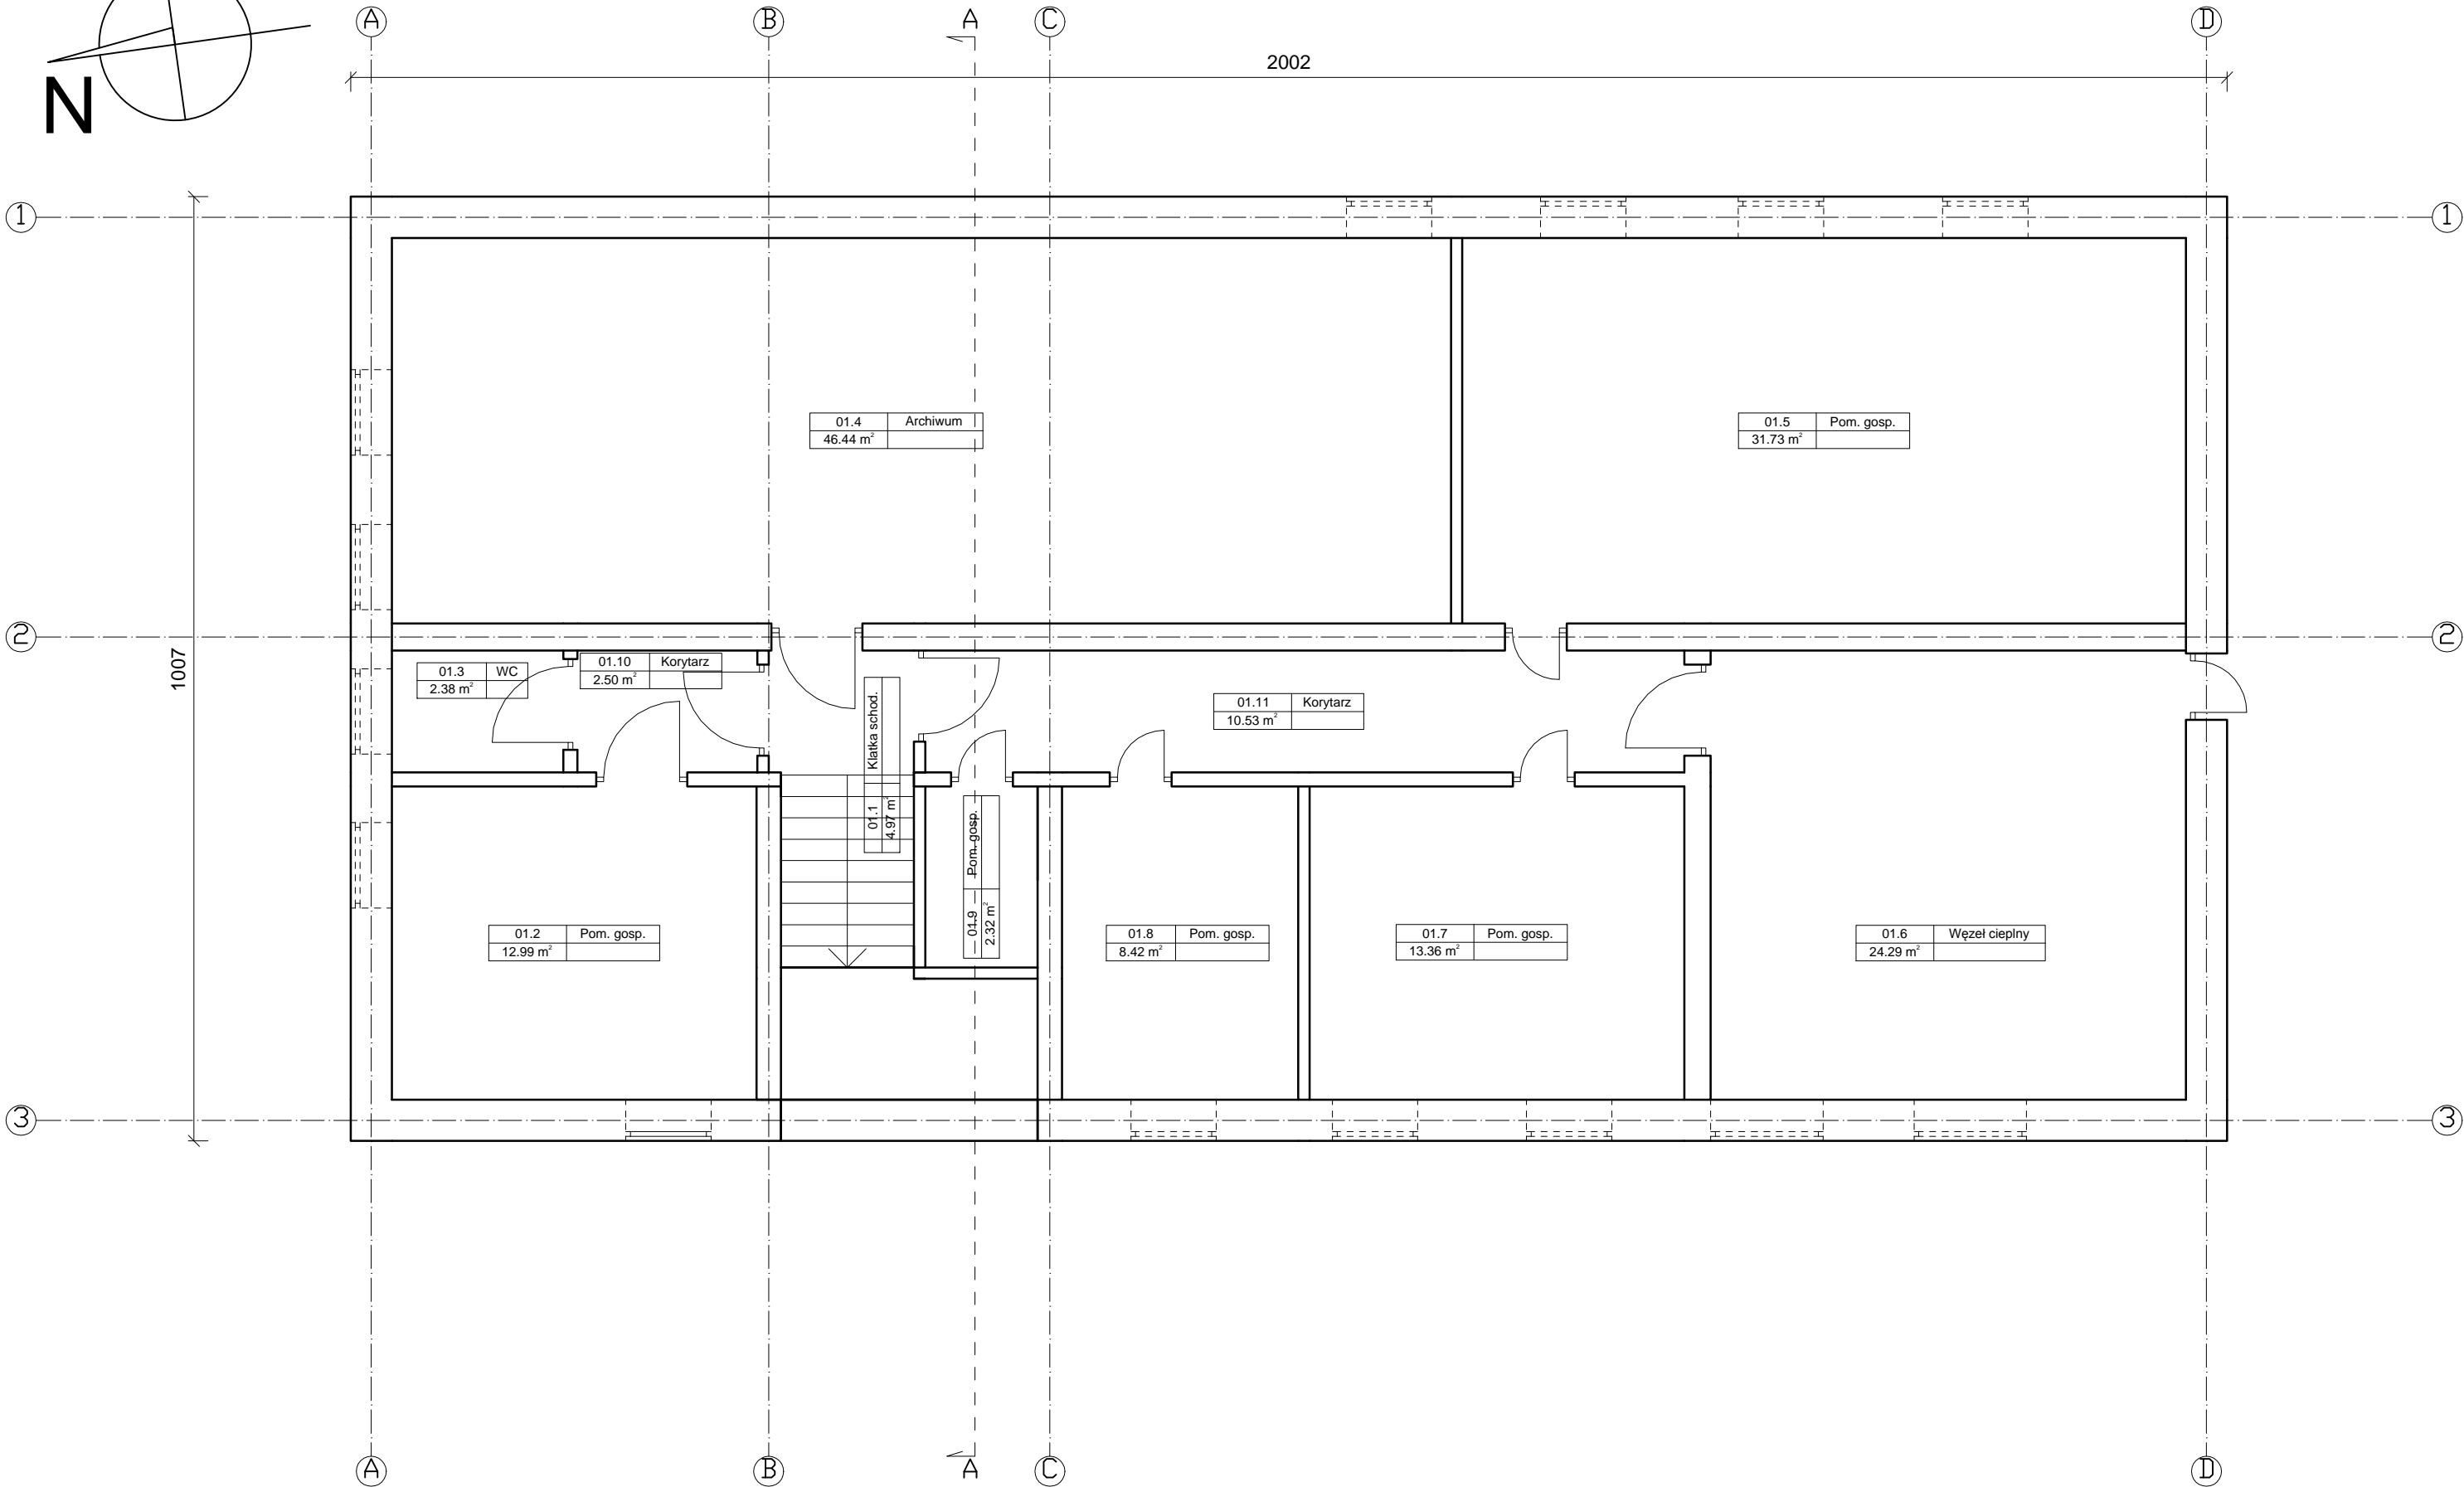 A B A C D
2002
N
1 1
01.4 Archiwum
46.44 m²
01.5 Pom. gosp.
31.73 m²
2 2
1007
01.3 WC
2.38 m²
01.10 Korytarz
2.50 m²
01.1 Klatka schod.
4.97 m²
01.11 Korytarz
10.53 m²
01.9 Pom. gosp.
2.32 m²
01.2 Pom. gosp.
12.99 m²
01.8 Pom. gosp.
8.42 m²
01.7 Pom. gosp.
13.36 m²
01.6 Węzeł cieplny
24.29 m²
3 3
A B A C D